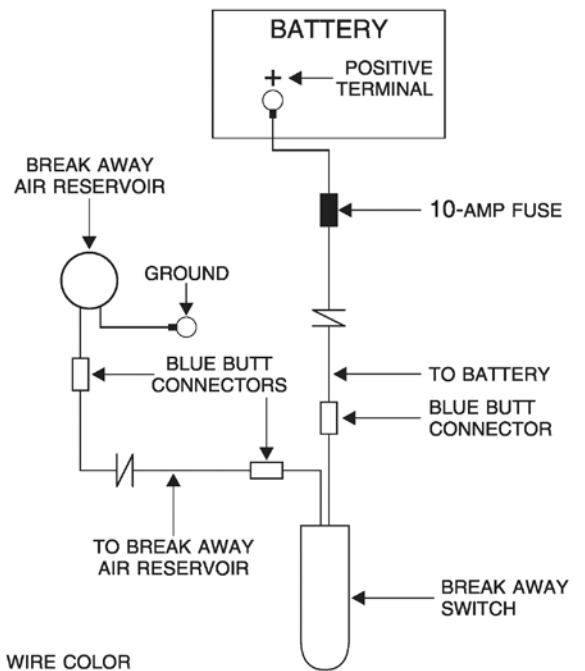 BATTERY
+
POSITIVE
TERMINAL
BREAK AWAY
AIR RESERVOIR
10-AMP FUSE
GROUND
BLUE BUTT
CONNECTORS
TO BATTERY
BLUE BUTT
CONNECTOR
TO BREAK AWAY
AIR RESERVOIR
BREAK AWAY
SWITCH
WIRE COLOR